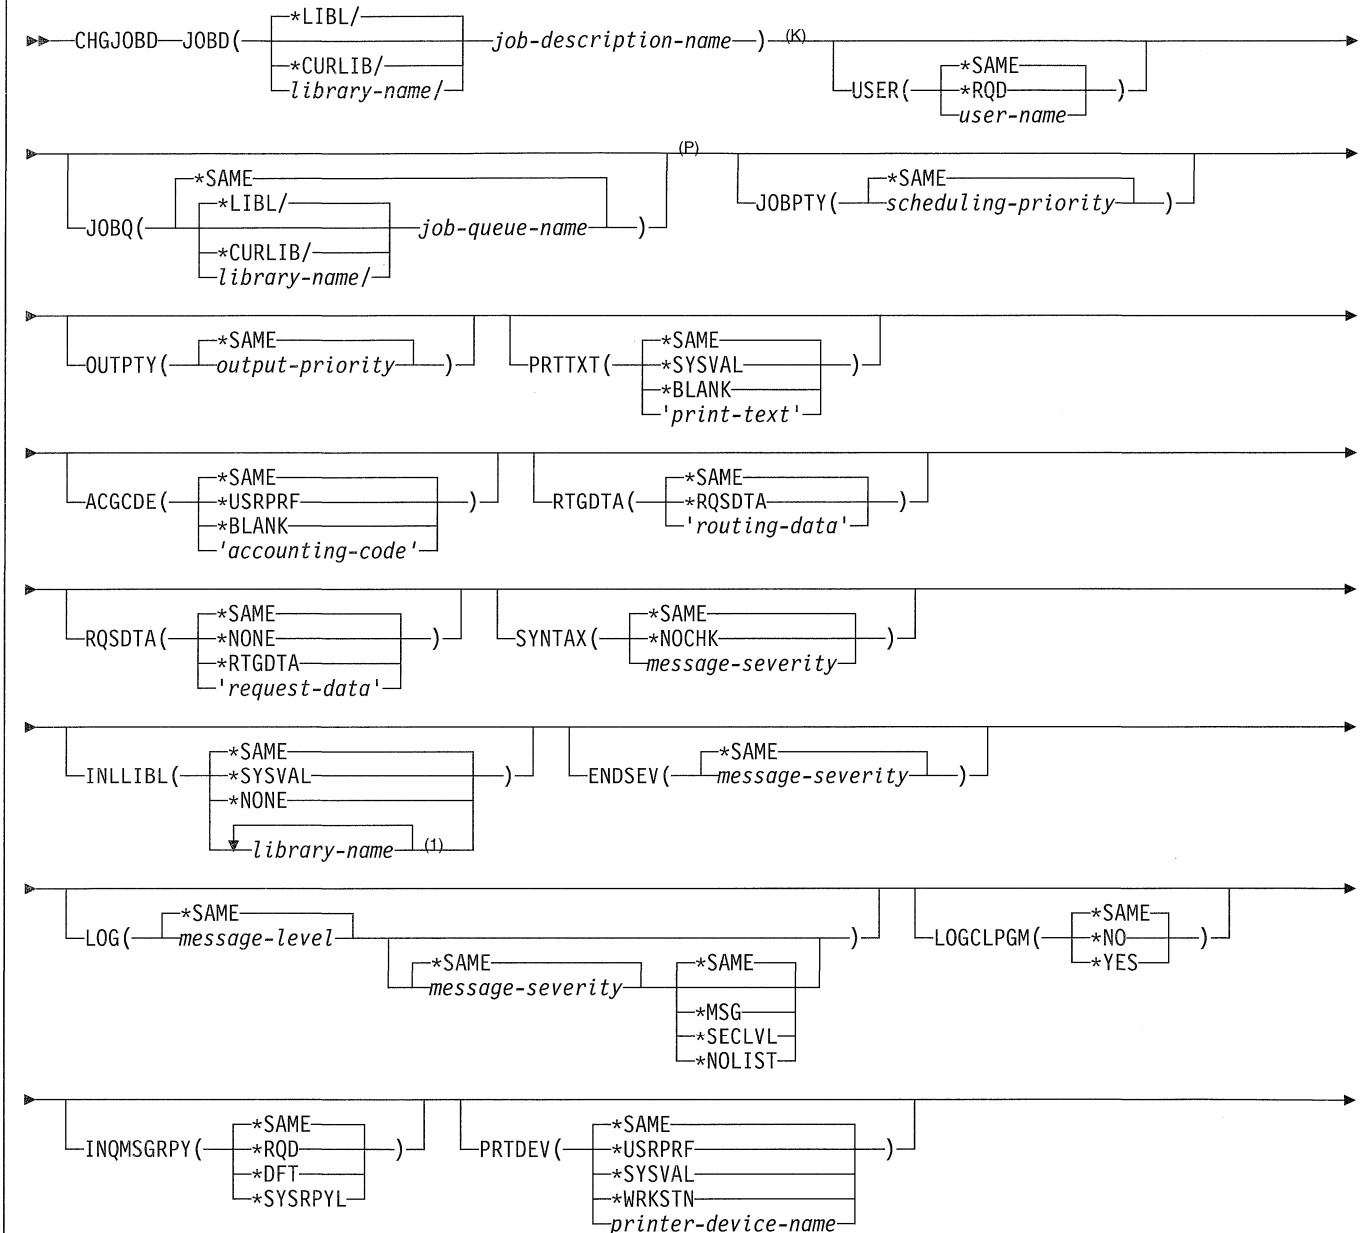 *LIBL/
CHGJOBD JOBD( job-description-name ) (K)
*CURLIB/
library-name/
USER( *SAME
*RQD )
user-name
(P)
JOBQ( *SAME
*LIBL/
job-queue-name )
*CURLIB/
library-name/
JOBPTY( *SAME
scheduling-priority )
OUTPTY( *SAME
output-priority )
PRTTXT( *SAME
*SYSVAL )
*BLANK
'print-text'
ACGCDE( *SAME
*USRPRF )
*BLANK
'accounting-code'
RTGDTA( *SAME
*RQSDTA )
'routing-data'
RQSDTA( *SAME
*NONE )
*RTGDTA
'request-data'
SYNTAX( *SAME
*NOCHK )
message-severity
INLLIBL( *SAME
*SYSVAL )
*NONE
library-name (1)
ENDSEV( *SAME
message-severity )
LOG( *SAME
message-level )
*SAME
message-severity
*SAME
*MSG
*SECLVL
*NOLIST
LOGCLPGM( *SAME
*NO )
*YES
INQMSGRPY( *SAME
*RQD )
*DFT
*SYSRPYL
PRTDEV( *SAME
*USRPRF )
*SYSVAL
*WRKSTN
printer-device-name